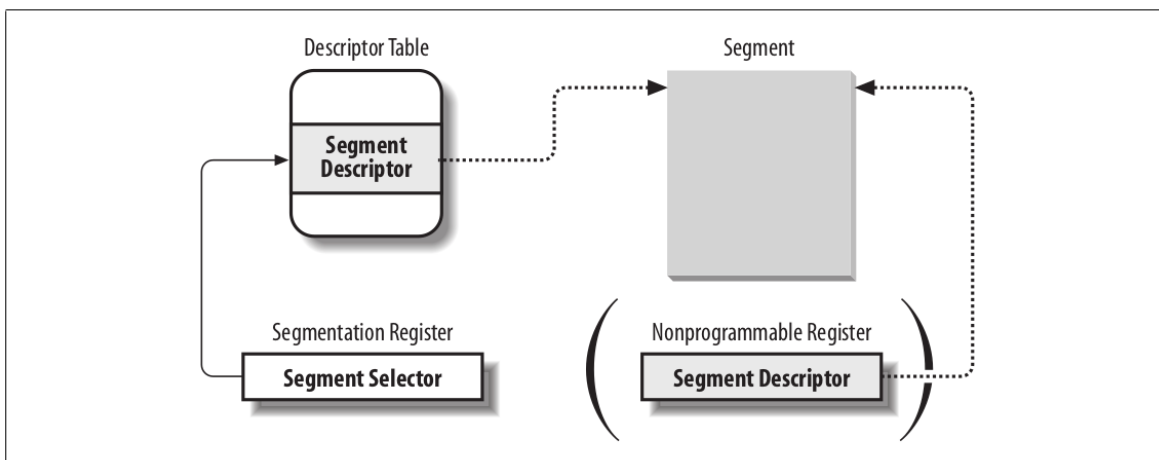 Descriptor Table
Segment
Segment
Descriptor
Segmentation Register
Nonprogrammable Register
Segment Selector
Segment Descriptor